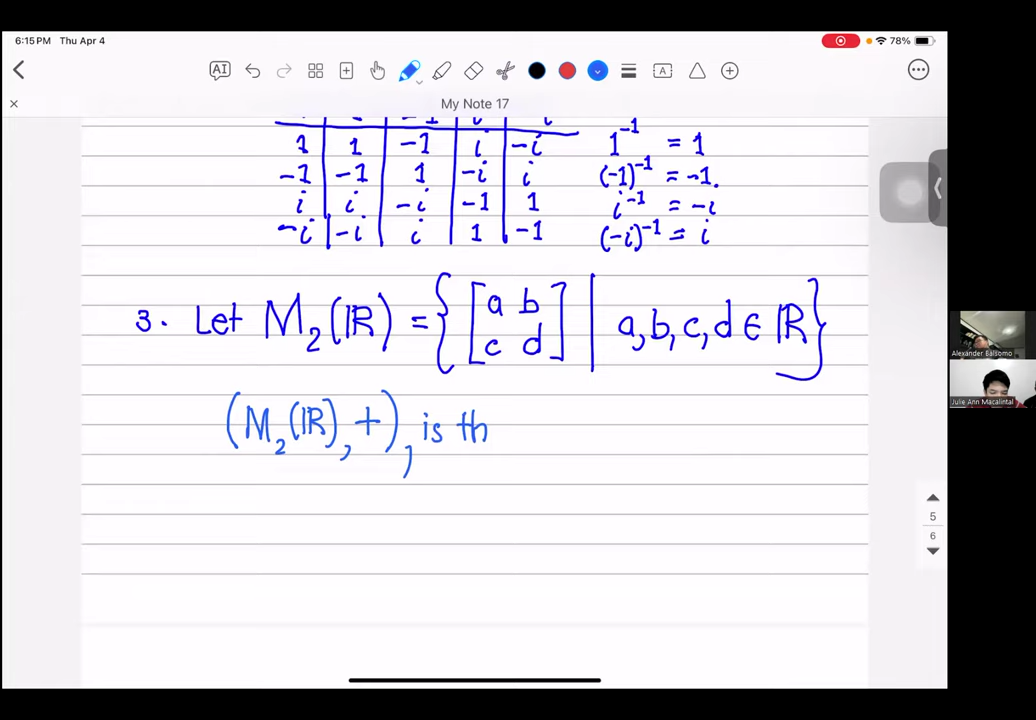 6:15 PM Thu Apr 4
78%
AI
A
My Note 17
1 1 -1 i -i 1⁻¹ = 1
-1 -1 1 -i i (-1)⁻¹ = -1.
i i -i -1 1 i⁻¹ = -i
-i -i i 1 -1 (-i)⁻¹ = i
3. Let M₂(ℝ) = { [a b
c d] | a, b, c, d ∈ ℝ }
(M₂(ℝ), +), is th
5
6
Alexander Balsomo
Julie Ann Macalintal